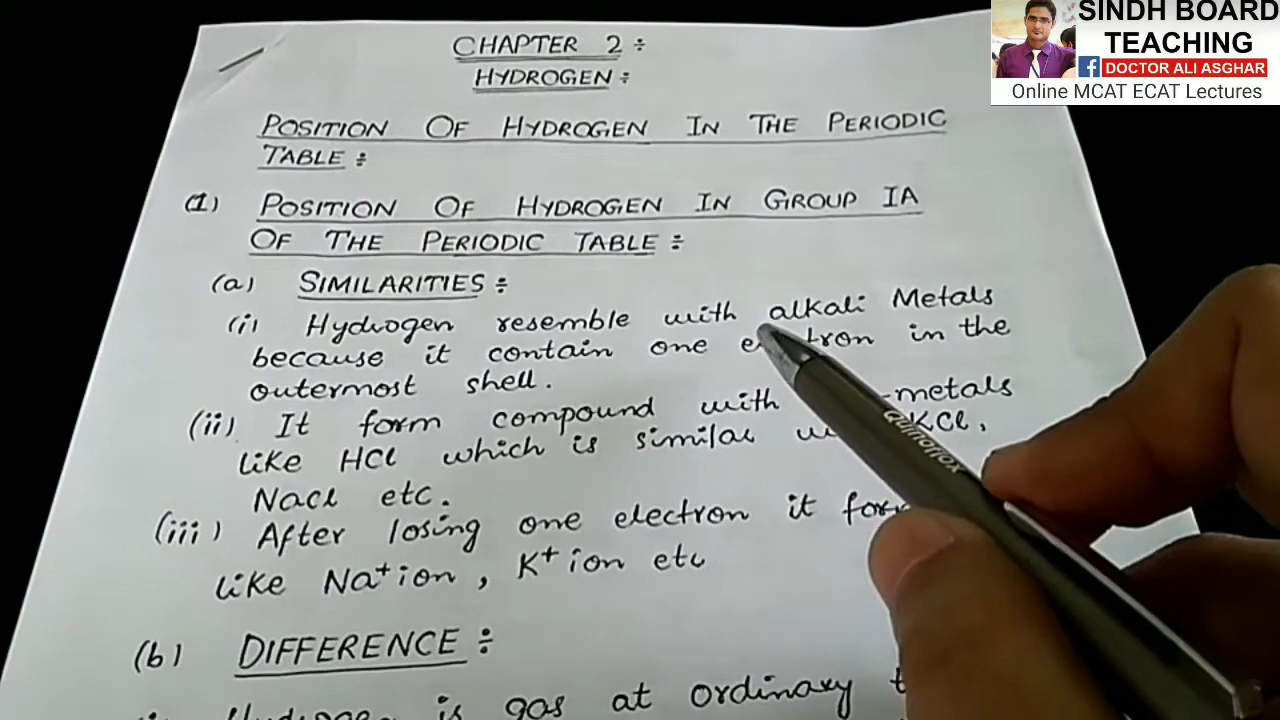 SINDH BOARD
TEACHING
f DOCTOR ALI ASGHAR
Online MCAT ECAT Lectures
CHAPTER 2 ÷
HYDROGEN ÷
POSITION OF HYDROGEN IN THE PERIODIC
TABLE ÷
(1) POSITION OF HYDROGEN IN GROUP IA
OF THE PERIODIC TABLE ÷
(a) SIMILARITIES ÷
(i) Hydrogen resemble with alkali Metals
because it contain one in the
outermost shell.
(ii) It form compound with -metals
like HCl which is similar KCl,
NaCl etc.
(iii) After losing one electron it
like Na+ ion, K+ ion etc
(b) DIFFERENCE ÷
is gas at ordinary
quinoflox